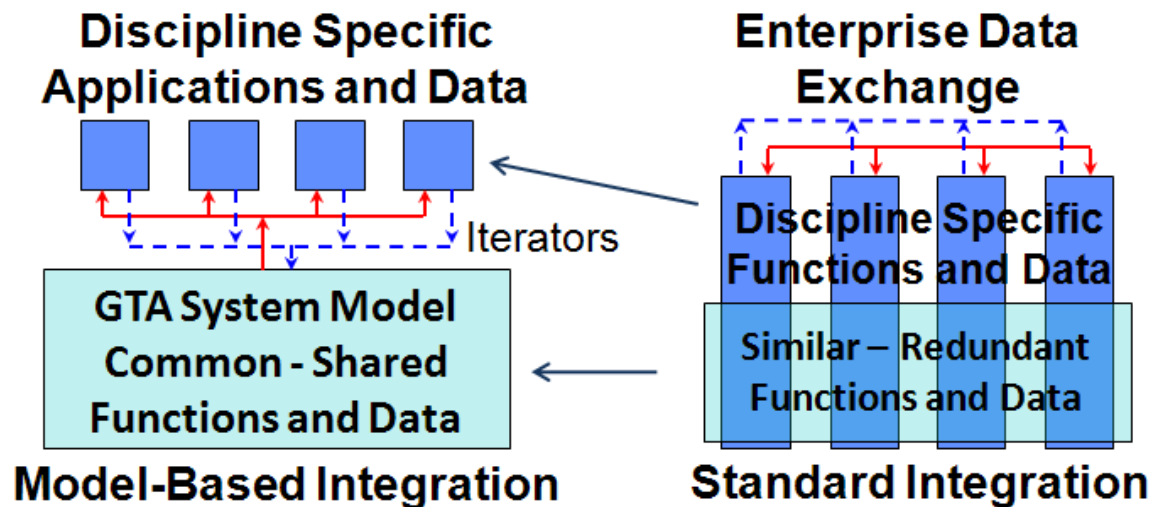 Discipline Specific
Applications and Data
Iterators
GTA System Model
Common - Shared
Functions and Data
Model-Based Integration
Enterprise Data
Exchange
Discipline Specific
Functions and Data
Similar – Redundant
Functions and Data
Standard Integration